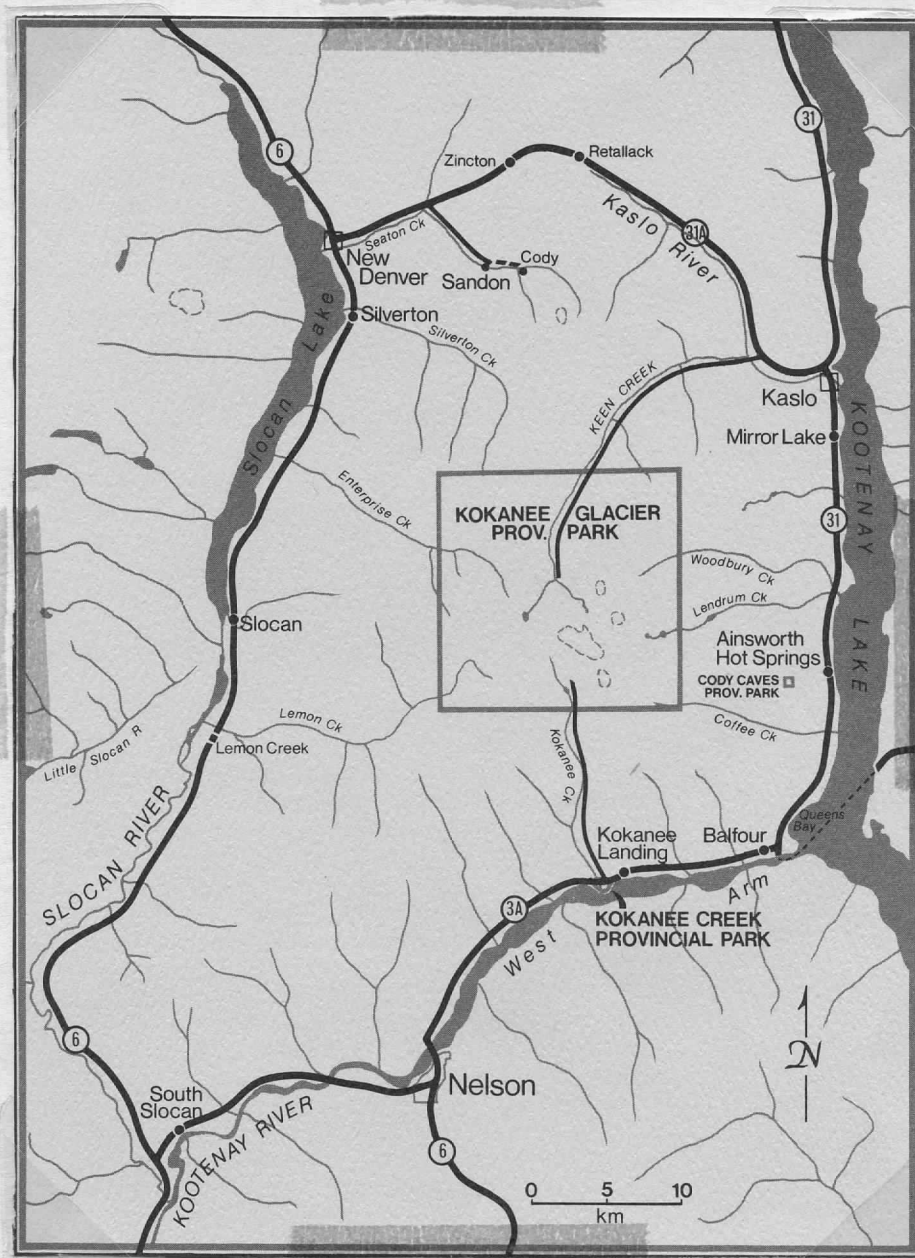 6
31
Zincton
Retallack
Kaslo River
31A
Seaton Ck
New
Denver
Cody
Sandon
Silverton
Silverton Ck
Slocan Lake
KEEN CREEK
Kaslo
Mirror Lake
KOOTENAY LAKE
Enterprise Ck
KOKANEE GLACIER
PROV. PARK
31
Woodbury Ck
Lendrum Ck
Slocan
Ainsworth
Hot Springs
CODY CAVES
PROV. PARK
Lemon Ck
Lemon Creek
Little Slocan R
Coffee Ck
Kokanee Ck
SLOCAN RIVER
Queens
Bay
Kokanee
Landing
Balfour
3A
West Arm
KOKANEE CREEK
PROVINCIAL PARK
6
N
Nelson
South
Slocan
KOOTENAY RIVER
6
0 5 10
km